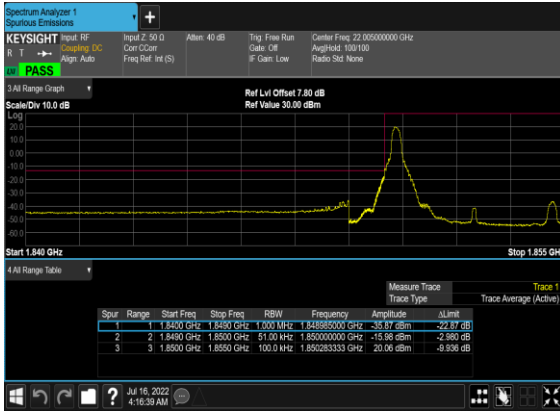 Spectrum Analyzer 1
Spurious Emissions
KEYSIGHT
Input: RF
Coupling: DC
Align: Auto
Input Z: 50 Ω
Corr CCorr
Freq Ref: Int (S)
Atten: 40 dB
Trig: Free Run
Gate: Off
IF Gain: Low
Center Freq: 22.005000000 GHz
Avg|Hold: 100/100
Radio Std: None
R T
PASS
3 All Range Graph
Scale/Div 10.0 dB
Ref Lvl Offset 7.80 dB
Ref Value 30.00 dBm
Log
20.0
10.0
0.00
-10.0
-20.0
-30.0
-40.0
-50.0
-60.0
Start 1.840 GHz
Stop 1.855 GH
4 All Range Table
Measure Trace Trace 1
Trace Type Trace Average (Active)
Spur Range Start Freq Stop Freq RBW Frequency Amplitude ΔLimit
1 1 1.8400 GHz 1.8490 GHz 1.000 MHz 1.848985000 GHz -35.87 dBm -22.87 dB
2 2 1.8490 GHz 1.8500 GHz 51.00 kHz 1.850000000 GHz -15.98 dBm -2.980 dB
3 3 1.8500 GHz 1.8550 GHz 100.0 kHz 1.850283333 GHz 20.06 dBm -9.936 dB
Jul 16, 2022
4:16:39 AM